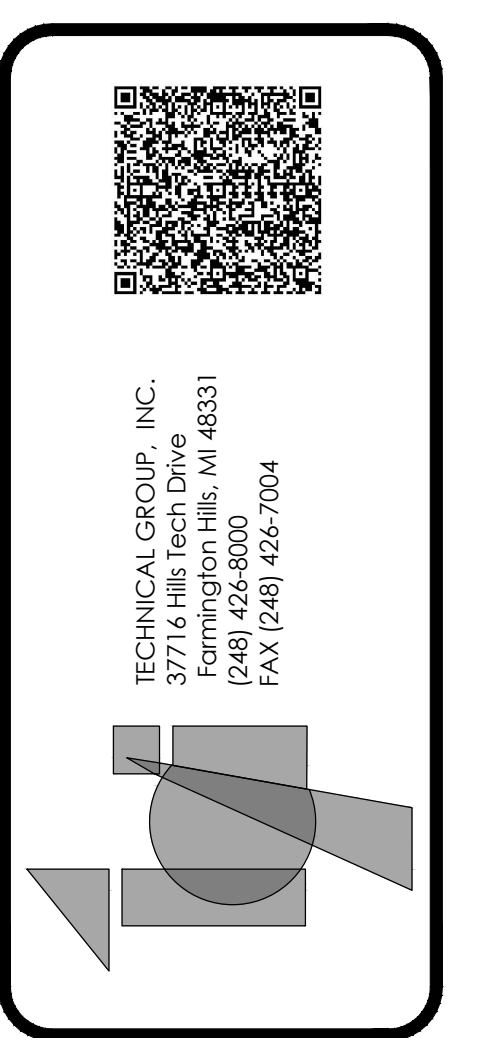 TECHNICAL GROUP, INC.
37716 Hills Tech Drive
Farmington Hills, MI 48331
(248) 426-8000
FAX (248) 426-7004